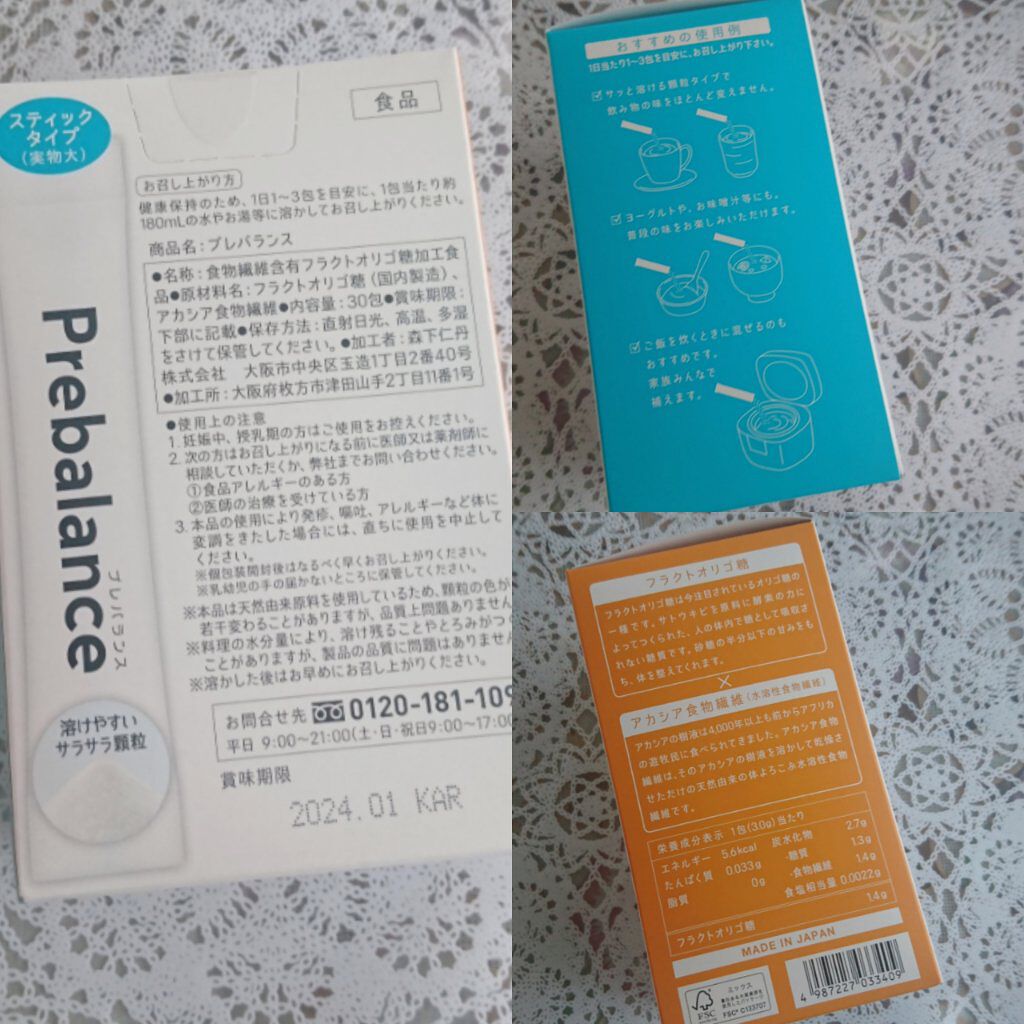 スティック
タイプ
(実物大)
食品
お召し上がり方
健康保持のため、1日1〜3包を目安に、1包当たり約
180mLの水やお湯等に溶かしてお召し上がりください。
商品名:プレバランス
●名称:食物繊維含有フラクトオリゴ糖加工食
品●原材料名:フラクトオリゴ糖(国内製造)、
アカシア食物繊維●内容量:30包●賞味期限:
下部に記載●保存方法:直射日光、高温、多湿
をさけて保管してください。●加工者:森下仁丹
株式会社 大阪市中央区玉造1丁目2番40号
●加工所:大阪府枚方市津田山手2丁目11番1号
●使用上の注意
1. 妊娠中、授乳期の方はご使用をお控えください。
2. 次の方はお召し上がりになる前に医師又は薬剤師に
相談していただくか、弊社までお問い合わせください。
①食品アレルギーのある方
②医師の治療を受けている方
3. 本品の使用により発疹、嘔吐、アレルギーなど体に
変調をきたした場合には、直ちに使用を中止して
ください。
※個包装開封後はなるべく早くお召し上がりください。
※乳幼児の手の届かないところに保管してください。
※本品は天然由来原料を使用しているため、顆粒の色が
若干変わることがありますが、品質上問題ありません
※料理の水分量により、溶け残ることやとろみがつ
ことがありますが、製品の品質に問題はありません
※溶かした後はお早めにお召し上がりください。
お問合せ先 0120-181-109
平日 9:00〜21:00(土・日・祝日9:00〜17:00
賞味期限
2024.01 KAR
Prebalance
プレバランス
溶けやすい
サラサラ顆粒
おすすめの使用例
1日当たり1〜3包を目安に、お召し上がり下さい。
サッと溶ける顆粒タイプで
飲み物の味をほとんど変えません。
ヨーグルトや、お味噌汁等にも。
普段の味をお楽しみいただけます。
ご飯を炊くときに混ぜるのも
おすすめです。
家族みんなで
補えます。
フラクトオリゴ糖
フラクトオリゴ糖は今注目されているオリゴ糖の
一種です。サトウキビを原料に酵素の力に
よってつくられた、人の体内で糖として吸収さ
れない糖質です。砂糖の半分以下の甘みをも
ち、体を整えてくれます。
×
アカシア食物繊維(水溶性食物繊維)
アカシアの樹液は4,000年以上も前からアフリカ
の遊牧民に食べられてきました。アカシア食物
繊維は、そのアカシアの樹液を溶かして乾燥さ
せただけの天然由来の体よろこぶ水溶性食物
繊維です。
栄養成分表示 1包(3.0g)当たり
エネルギー 5.6kcal 炭水化物 2.7g
たんぱく質 0.033g -糖質 1.3g
脂質 0g -食物繊維 1.4g
食塩相当量 0.0022g
フラクトオリゴ糖 1.4g
MADE IN JAPAN
FSC
ミックス
FSC® C133707
4 987227 033409